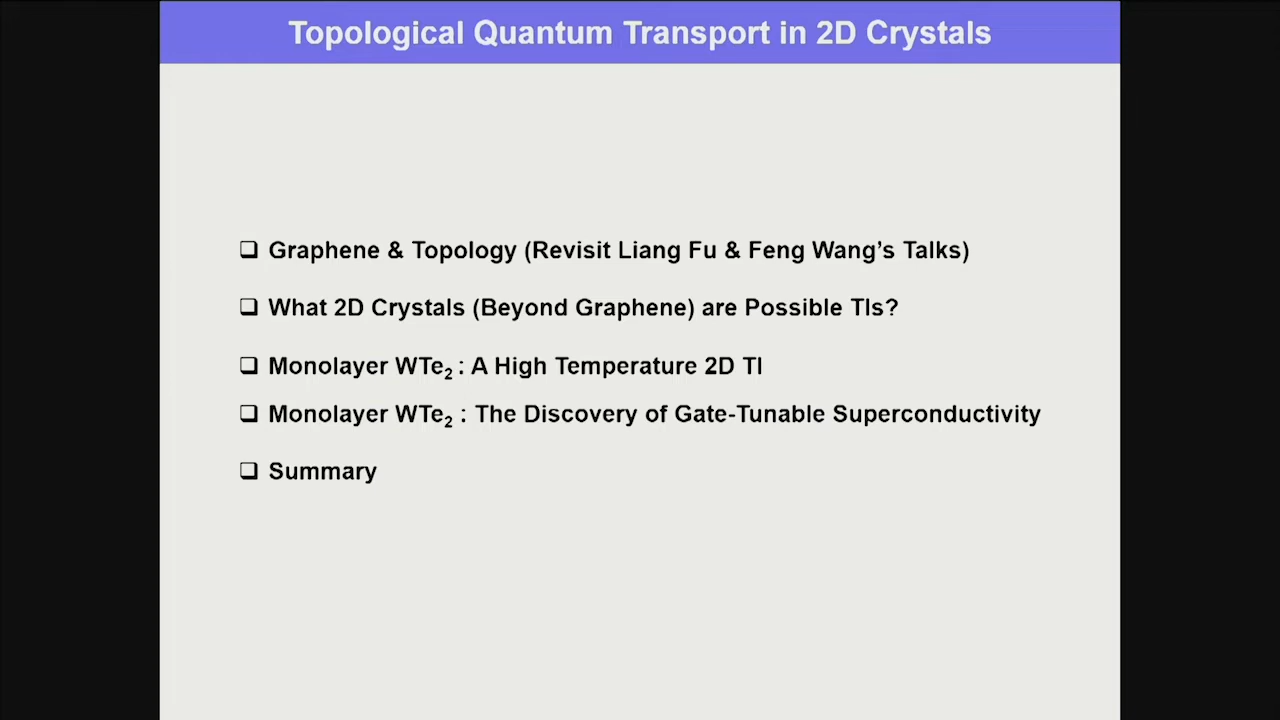 Topological Quantum Transport in 2D Crystals
❑ Graphene & Topology (Revisit Liang Fu & Feng Wang’s Talks)
❑ What 2D Crystals (Beyond Graphene) are Possible TIs?
❑ Monolayer WTe₂ : A High Temperature 2D TI
❑ Monolayer WTe₂ : The Discovery of Gate-Tunable Superconductivity
❑ Summary